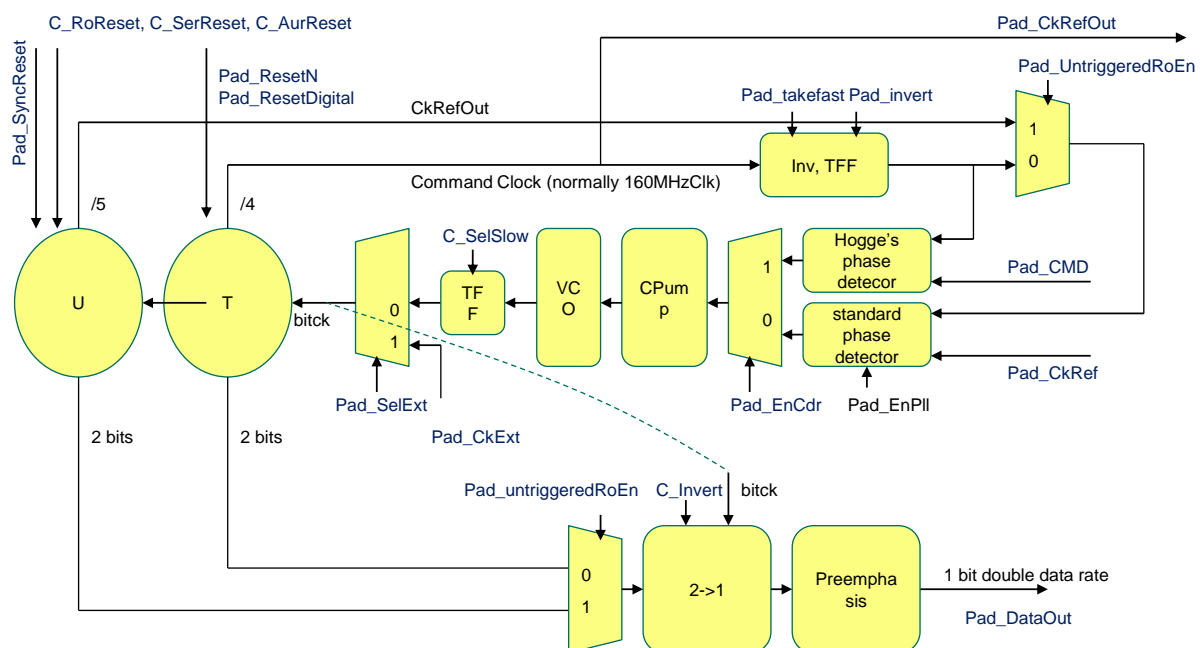 C_RoReset, C_SerReset, C_AurReset
Pad_CkRefOut
Pad_SyncReset
Pad_ResetN
Pad_ResetDigital
Pad_UntriggeredRoEn
Pad_takefast Pad_invert
CkRefOut
1
0
Inv, TFF
Command Clock (normally 160MHzClk)
/5
/4
C_SelSlow
Hogge's
phase
detecor
Pad_CMD
U
T
bitck
0
1
TF
F
VC
O
CPum
p
1
0
standard
phase
detector
Pad_CkRef
Pad_SelExt
Pad_CkExt
Pad_EnCdr
Pad_EnPll
2 bits
2 bits
Pad_untriggeredRoEn
C_Invert
bitck
0
1
2->1
Preempha
sis
1 bit double data rate
Pad_DataOut